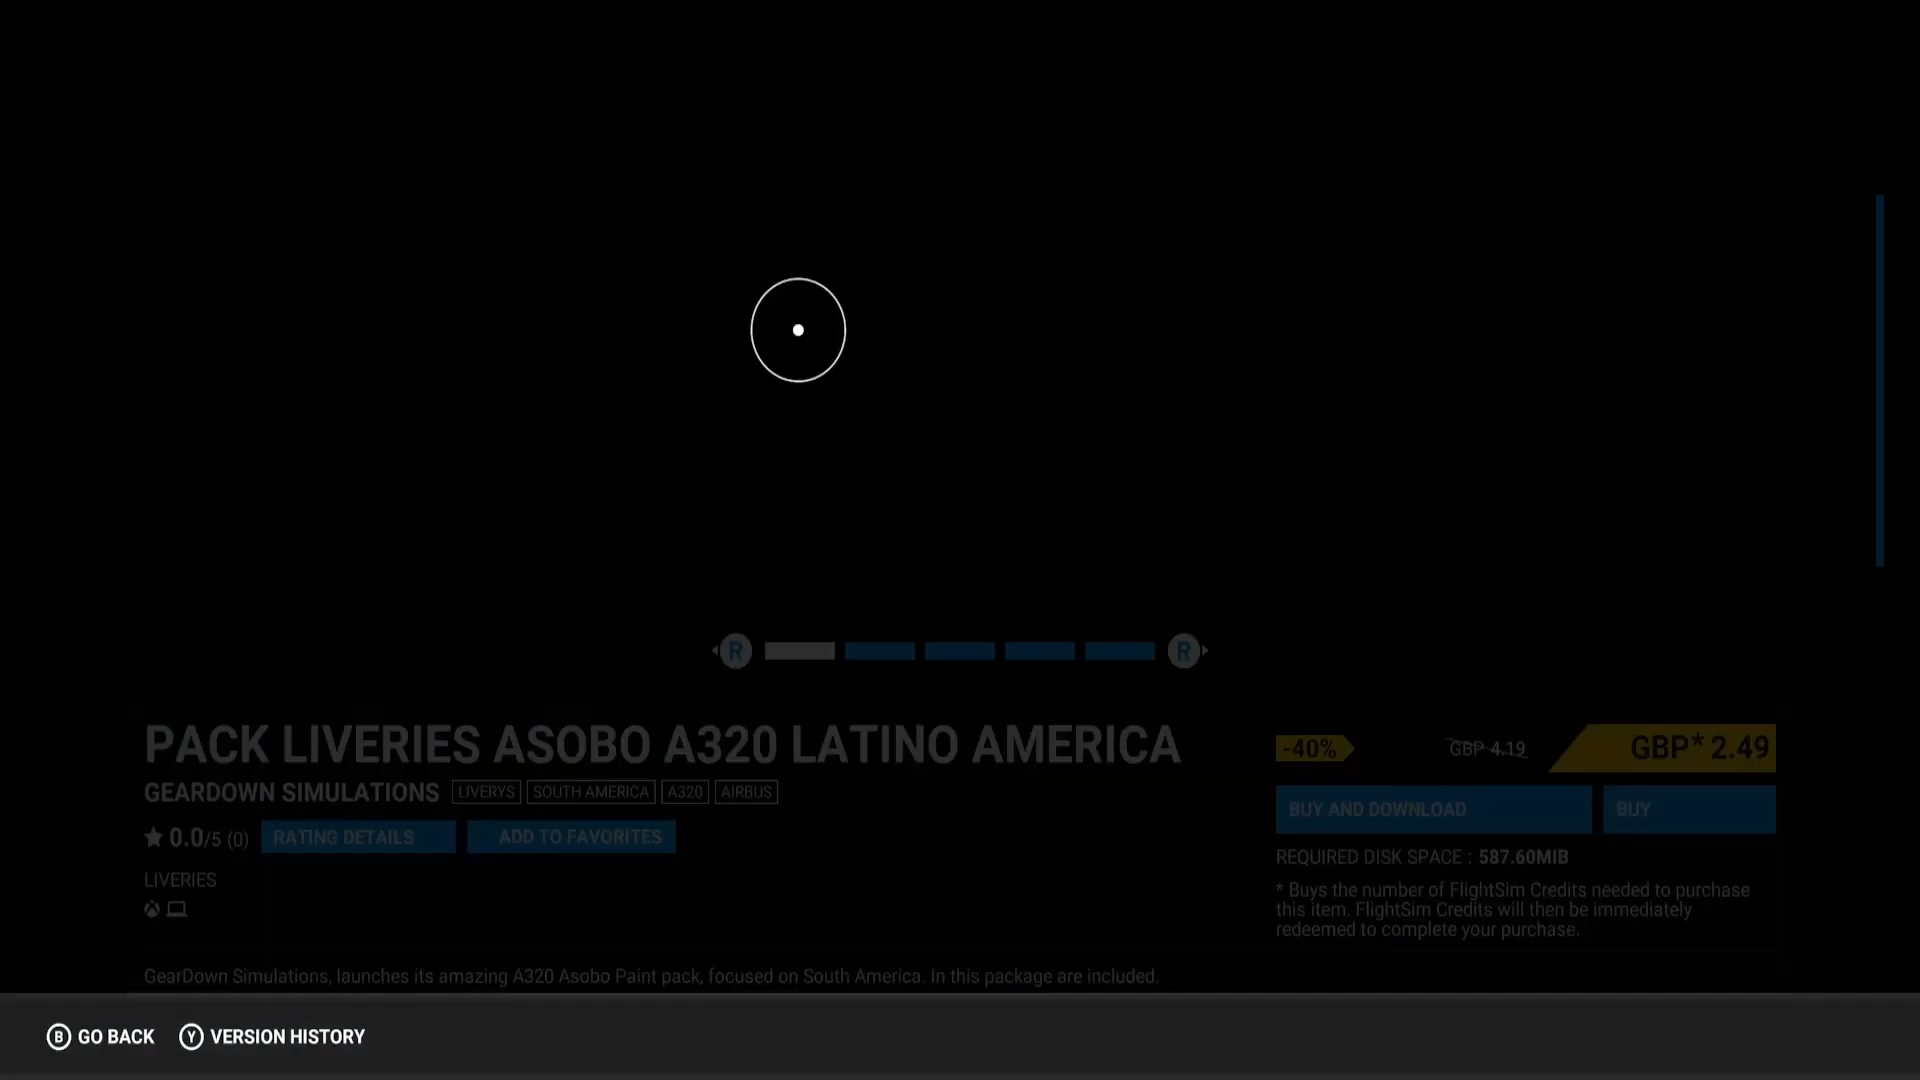 R R
PACK LIVERIES ASOBO A320 LATINO AMERICA
-40% GBP 4.19 GBP* 2.49
GEARDOWN SIMULATIONS LIVERYS SOUTH AMERICA A320 AIRBUS
BUY AND DOWNLOAD BUY
0.0/5 (0) RATING DETAILS ADD TO FAVORITES
REQUIRED DISK SPACE : 587.60MIB
LIVERIES
* Buys the number of FlightSim Credits needed to purchase
this item. FlightSim Credits will then be immediately
redeemed to complete your purchase.
GearDown Simulations, launches its amazing A320 Asobo Paint pack, focused on South America. In this package are included.
B GO BACK Y VERSION HISTORY